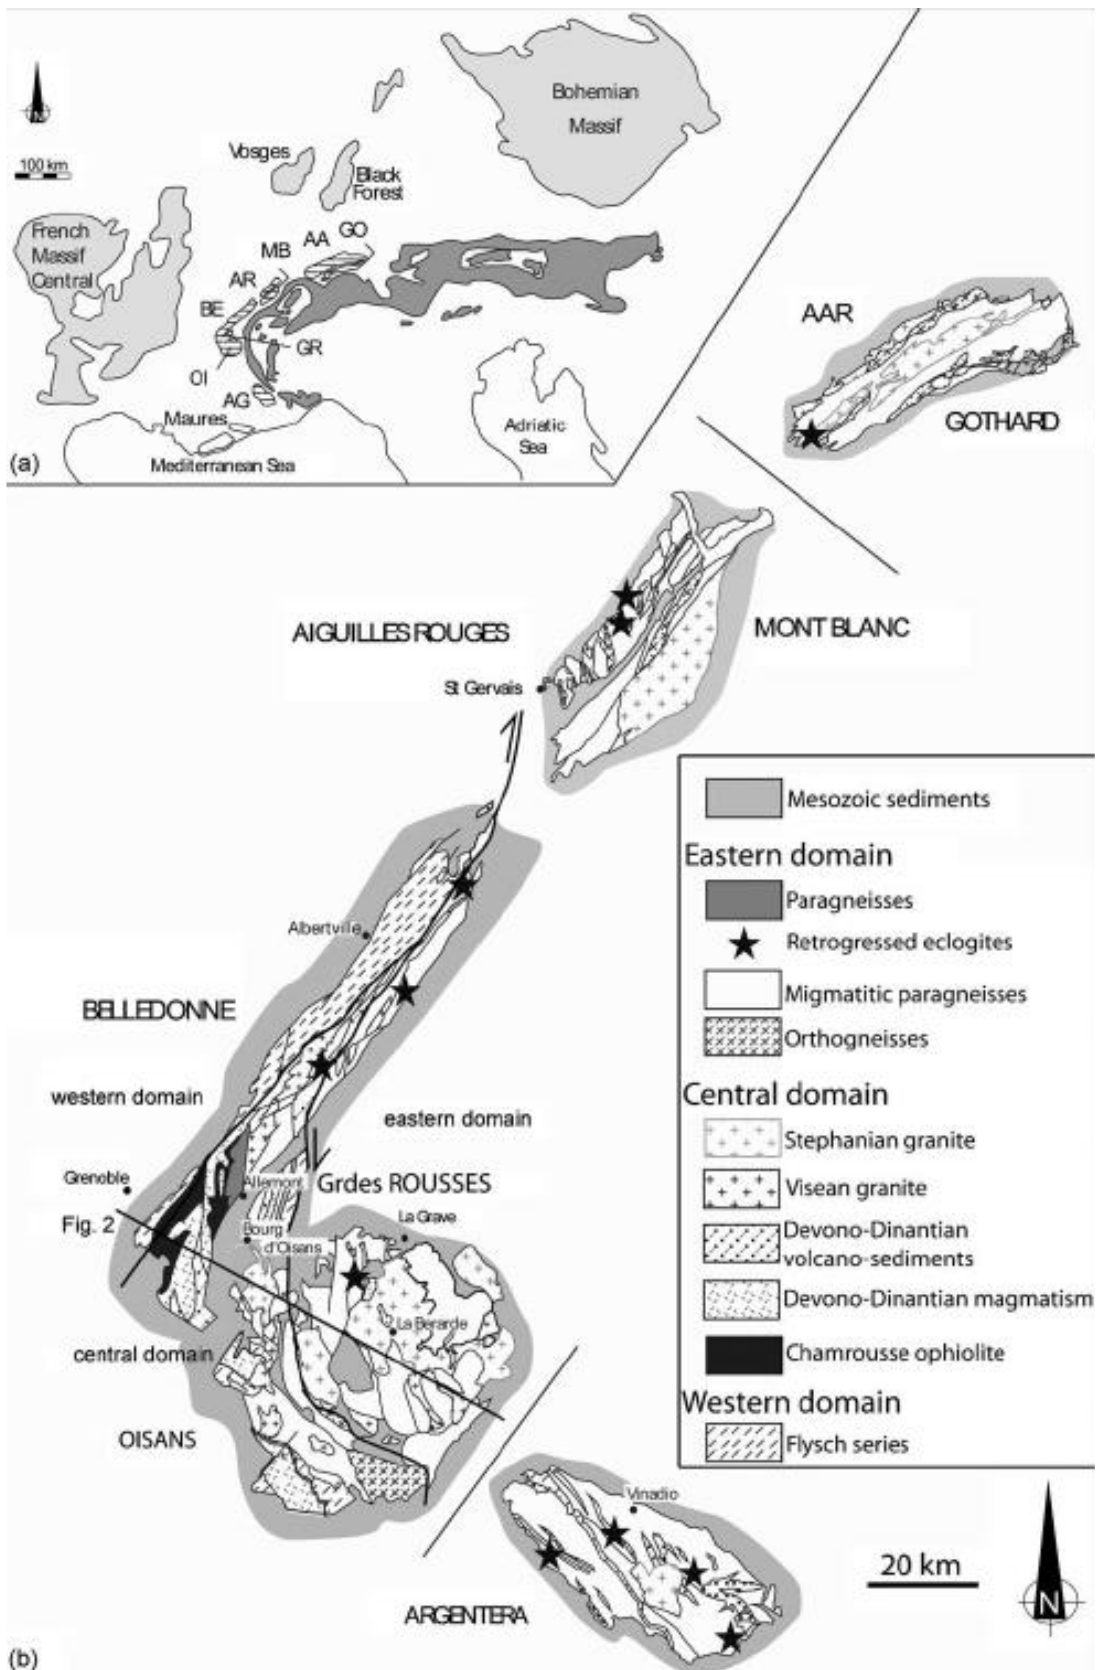 Bohemian
Massif
N
100 km
Vosges
Black
Forest
French
Massif
Central
GO
AA
MB
AR
BE
GR
OI
AG
Maures
Mediterranean Sea
Adriatic
Sea
(a)
AAR
GOTHARD
AIGUILLES ROUGES
MONT BLANC
St Gervais
Albertville
BELLEDONNE
western domain
eastern domain
Grenoble
Allemont
Grdes ROUSSES
Fig. 2
Bourg
d'Oisans
La Grave
La Berarde
central domain
OISANS
Vinadio
ARGENTERA
Mesozoic sediments
Eastern domain
Paragneisses
Retrogressed eclogites
Migmatitic paragneisses
Orthogneisses
Central domain
Stephanian granite
Visean granite
Devono-Dinantian
volcano-sediments
Devono-Dinantian magmatism
Chamrousse ophiolite
Western domain
Flysch series
20 km
N
(b)